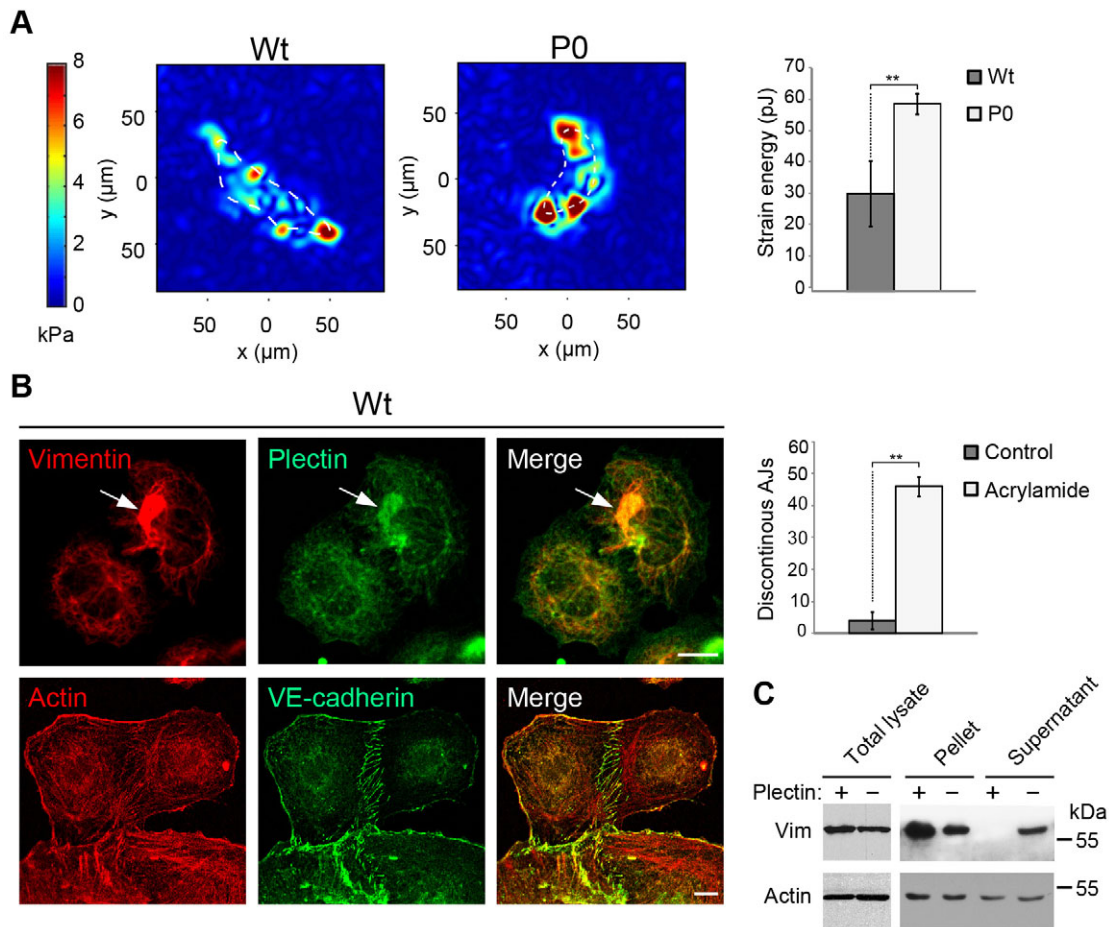 A
Wt
P0
8
6
4
2
0
kPa
50
0
50
y (µm)
50
0
50
x (µm)
50
0
50
y (µm)
50
0
50
x (µm)
70
60
50
40
30
20
10
0
Strain energy (pJ)
**
Wt
P0
B
Wt
Vimentin
Plectin
Merge
Actin
VE-cadherin
Merge
60
50
40
30
20
10
0
Discontinous AJs
**
Control
Acrylamide
C
Total lysate
Pellet
Supernatant
Plectin: + − + − + −
kDa
Vim
55
Actin
55